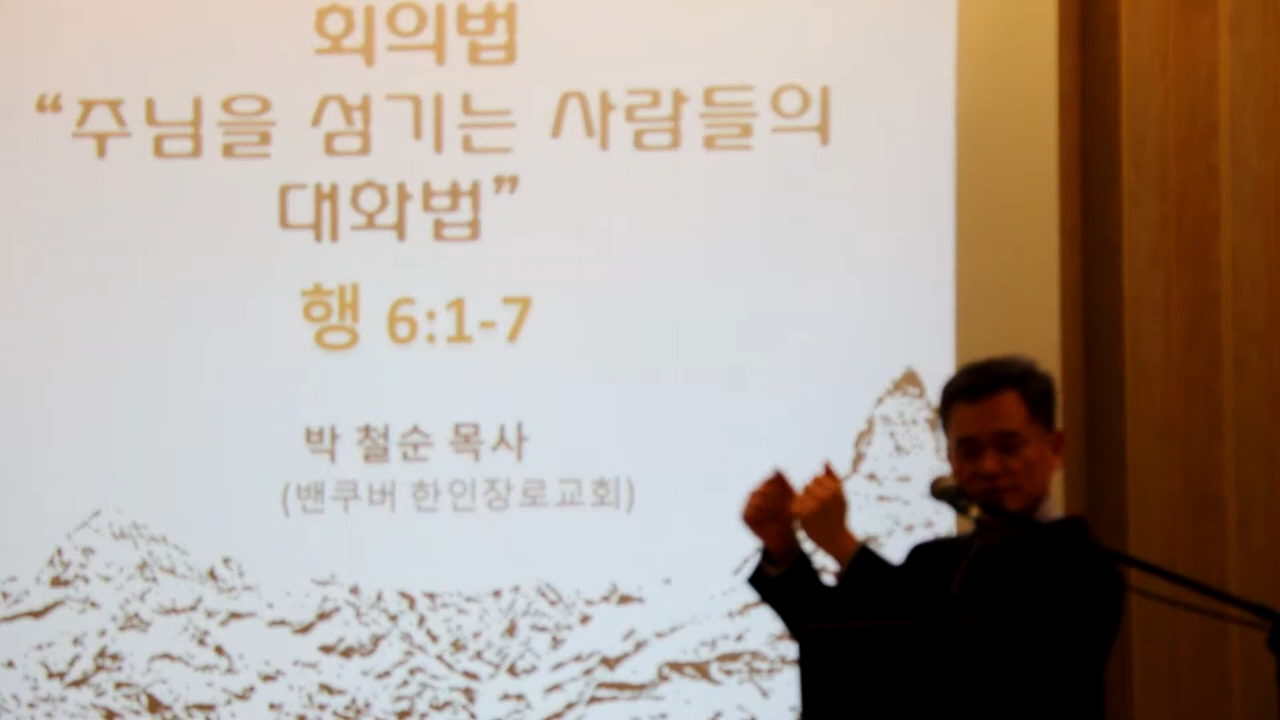 회의법
“주님을 섬기는 사람들의
대화법”
행 6:1-7
박 철순 목사
(밴쿠버 한인장로교회)